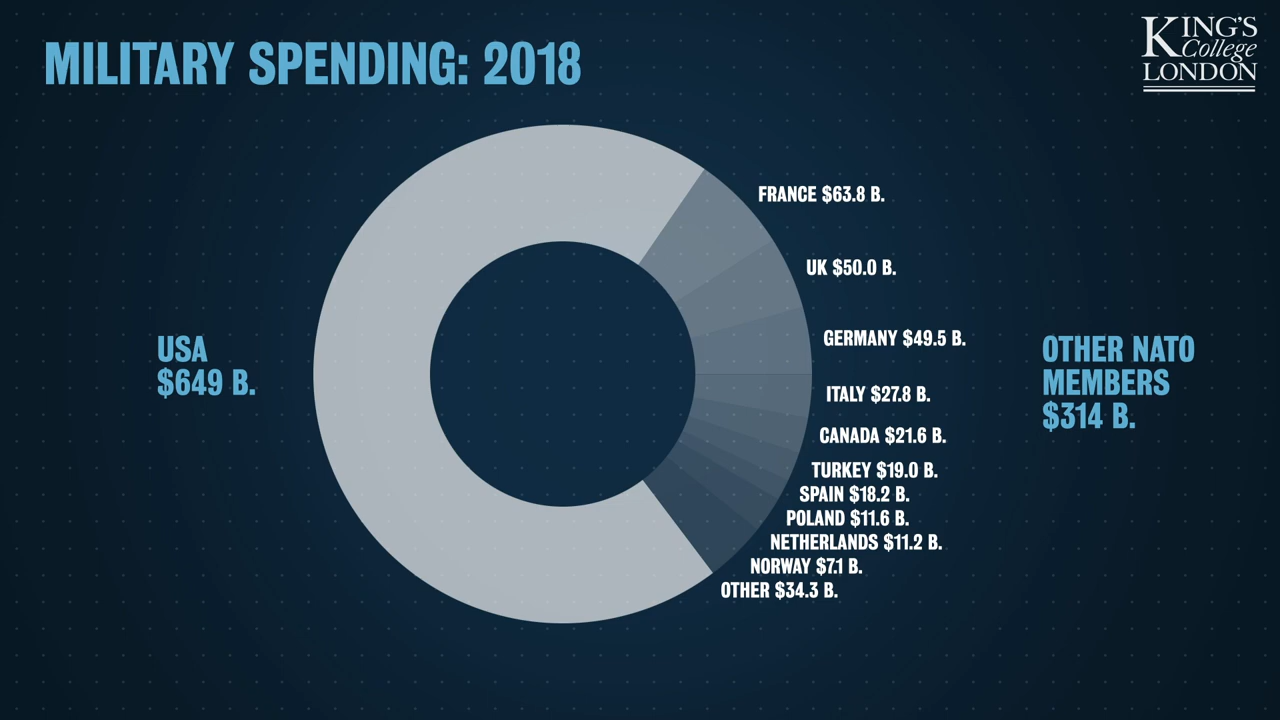 MILITARY SPENDING: 2018
KING'S
College
LONDON
FRANCE $63.8 B.
UK $50.0 B.
GERMANY $49.5 B.
USA
$649 B.
OTHER NATO
MEMBERS
$314 B.
ITALY $27.8 B.
CANADA $21.6 B.
TURKEY $19.0 B.
SPAIN $18.2 B.
POLAND $11.6 B.
NETHERLANDS $11.2 B.
NORWAY $7.1 B.
OTHER $34.3 B.